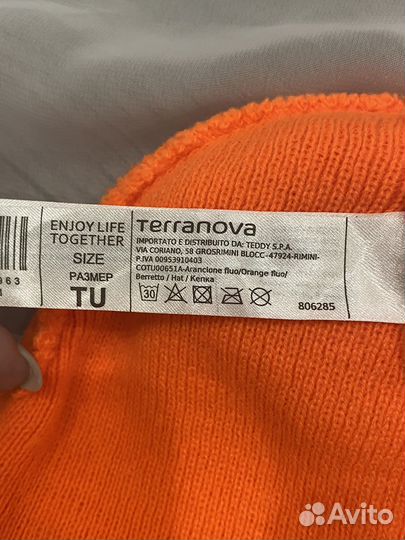 863
ENJOY LIFE
TOGETHER
SIZE
РАЗМЕР
TU
Terranova
IMPORTATO E DISTRIBUITO DA: TEDDY S.P.A.
VIA CORIANO, 58 GROSRIMINI BLOCC-47924-RIMINI-
P.IVA 00953910403
COTU00651A-Arancione fluo/Orange fluo/
Berretto / Hat / Кепка
30
806285
Avito